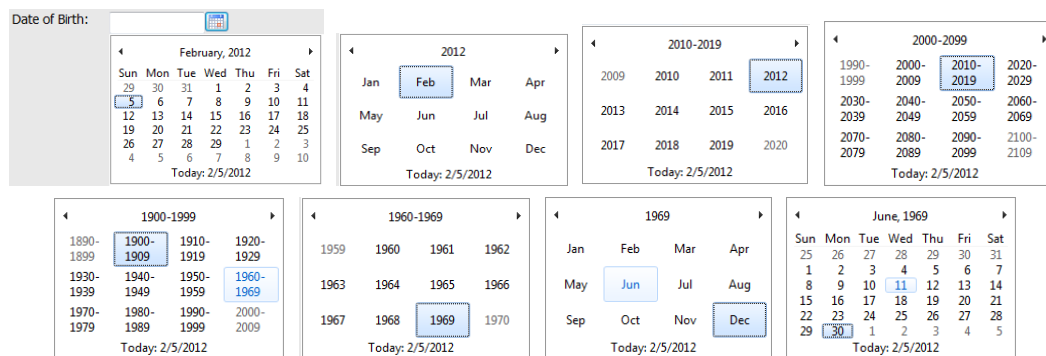 Date of Birth:
February, 2012
Sun Mon Tue Wed Thu Fri Sat
29 30 31 1 2 3 4
5 6 7 8 9 10 11
12 13 14 15 16 17 18
19 20 21 22 23 24 25
26 27 28 29 1 2 3
4 5 6 7 8 9 10
Today: 2/5/2012
2012
Jan Feb Mar Apr
May Jun Jul Aug
Sep Oct Nov Dec
Today: 2/5/2012
2010-2019
2009 2010 2011 2012
2013 2014 2015 2016
2017 2018 2019 2020
Today: 2/5/2012
2000-2099
1990- 2000- 2010- 2020-
1999 2009 2019 2029
2030- 2040- 2050- 2060-
2039 2049 2059 2069
2070- 2080- 2090- 2100-
2079 2089 2099 2109
Today: 2/5/2012
1900-1999
1890- 1900- 1910- 1920-
1899 1909 1919 1929
1930- 1940- 1950- 1960-
1939 1949 1959 1969
1970- 1980- 1990- 2000-
1979 1989 1999 2009
Today: 2/5/2012
1960-1969
1959 1960 1961 1962
1963 1964 1965 1966
1967 1968 1969 1970
Today: 2/5/2012
1969
Jan Feb Mar Apr
May Jun Jul Aug
Sep Oct Nov Dec
Today: 2/5/2012
June, 1969
Sun Mon Tue Wed Thu Fri Sat
25 26 27 28 29 30 31
1 2 3 4 5 6 7
8 9 10 11 12 13 14
15 16 17 18 19 20 21
22 23 24 25 26 27 28
29 30 1 2 3 4 5
Today: 2/5/2012